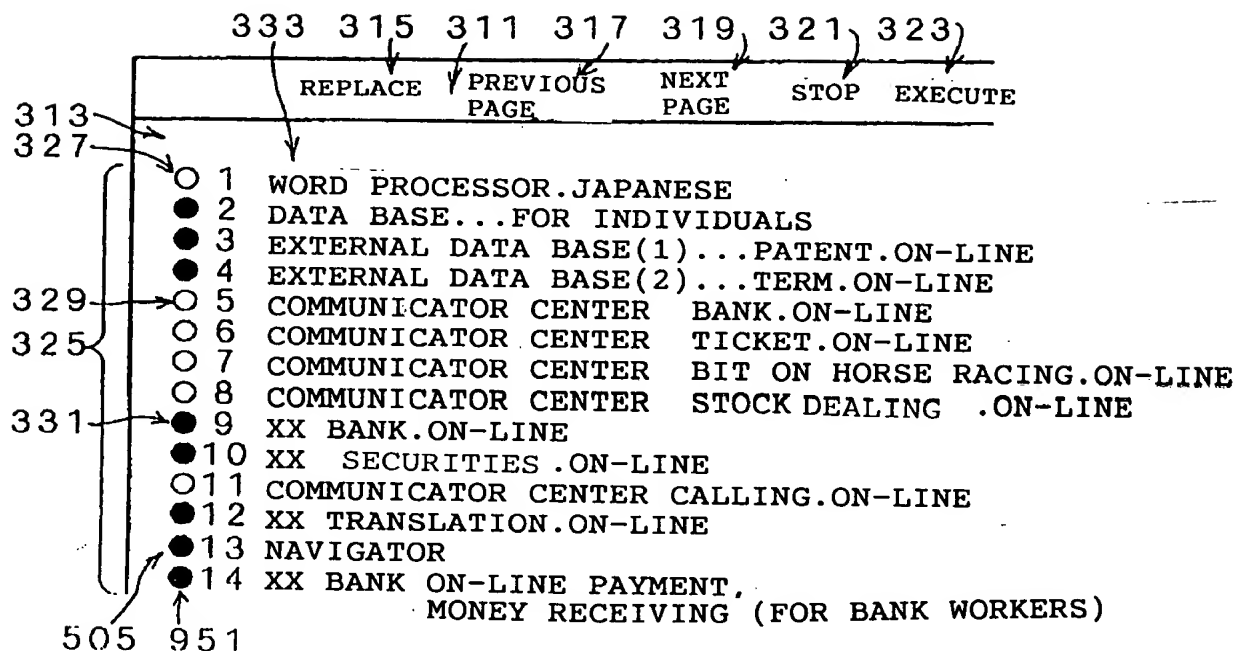 333 315 311 317 319 321 323
REPLACE PREVIOUS PAGE NEXT PAGE STOP EXECUTE
313
327
○ 1 WORD PROCESSOR.JAPANESE
● 2 DATA BASE...FOR INDIVIDUALS
● 3 EXTERNAL DATA BASE(1)...PATENT.ON-LINE
● 4 EXTERNAL DATA BASE(2)...TERM.ON-LINE
329 ○ 5 COMMUNICATOR CENTER BANK.ON-LINE
325 ○ 6 COMMUNICATOR CENTER TICKET.ON-LINE
○ 7 COMMUNICATOR CENTER BIT ON HORSE RACING.ON-LINE
○ 8 COMMUNICATOR CENTER STOCK DEALING .ON-LINE
331 ● 9 XX BANK.ON-LINE
● 10 XX SECURITIES.ON-LINE
○ 11 COMMUNICATOR CENTER CALLING.ON-LINE
● 12 XX TRANSLATION.ON-LINE
● 13 NAVIGATOR
● 14 XX BANK ON-LINE PAYMENT,
MONEY RECEIVING (FOR BANK WORKERS)
505 951